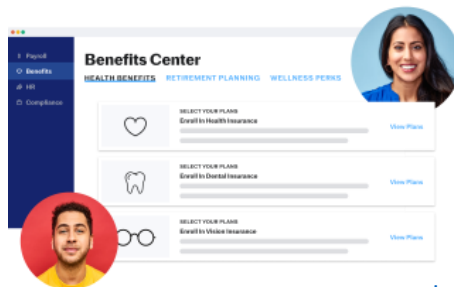 Payroll
Benefits
HR
Compliance
Benefits Center
HEALTH BENEFITS RETIREMENT PLANNING WELLNESS PERKS
SELECT YOUR PLANS
Enroll In Health Insurance
View Plans
SELECT YOUR PLANS
Enroll In Dental Insurance
View Plans
SELECT YOUR PLANS
Enroll In Vision Insurance
View Plans